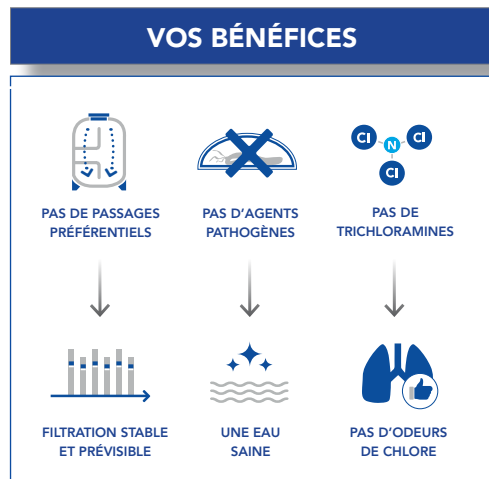 VOS BÉNÉFICES
Cl
N
Cl
Cl
PAS DE PASSAGES
PRÉFÉRENTIELS
PAS D'AGENTS
PATHOGÈNES
PAS DE
TRICHLORAMINES
FILTRATION STABLE
ET PRÉVISIBLE
UNE EAU
SAINE
PAS D'ODEURS
DE CHLORE